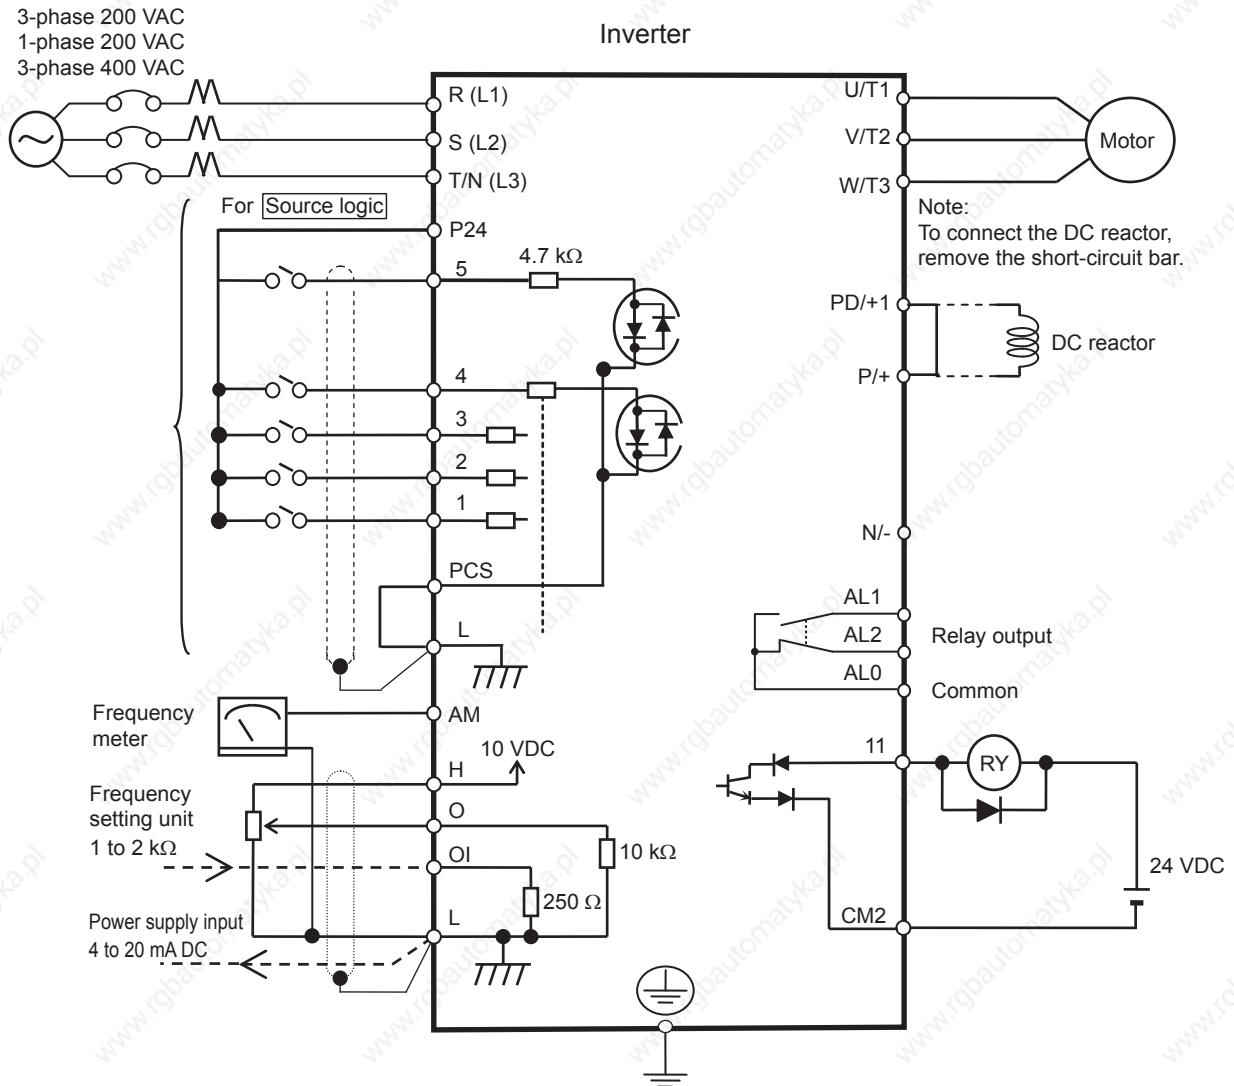 3-phase 200 VAC
1-phase 200 VAC
3-phase 400 VAC
Inverter
R (L1)
S (L2)
T/N (L3)
U/T1
V/T2
W/T3
Motor
For Source logic
P24
Note:
To connect the DC reactor,
remove the short-circuit bar.
5
4.7 kΩ
PD/+1
DC reactor
P/+
4
3
2
1
N/-
PCS
L
AL1
AL2
AL0
Relay output
Common
Frequency
meter
AM
10 VDC
H
Frequency
setting unit
1 to 2 kΩ
O
OI
10 kΩ
250 Ω
L
Power supply input
4 to 20 mA DC
11
RY
24 VDC
CM2
www.rgbautomatyka.pl